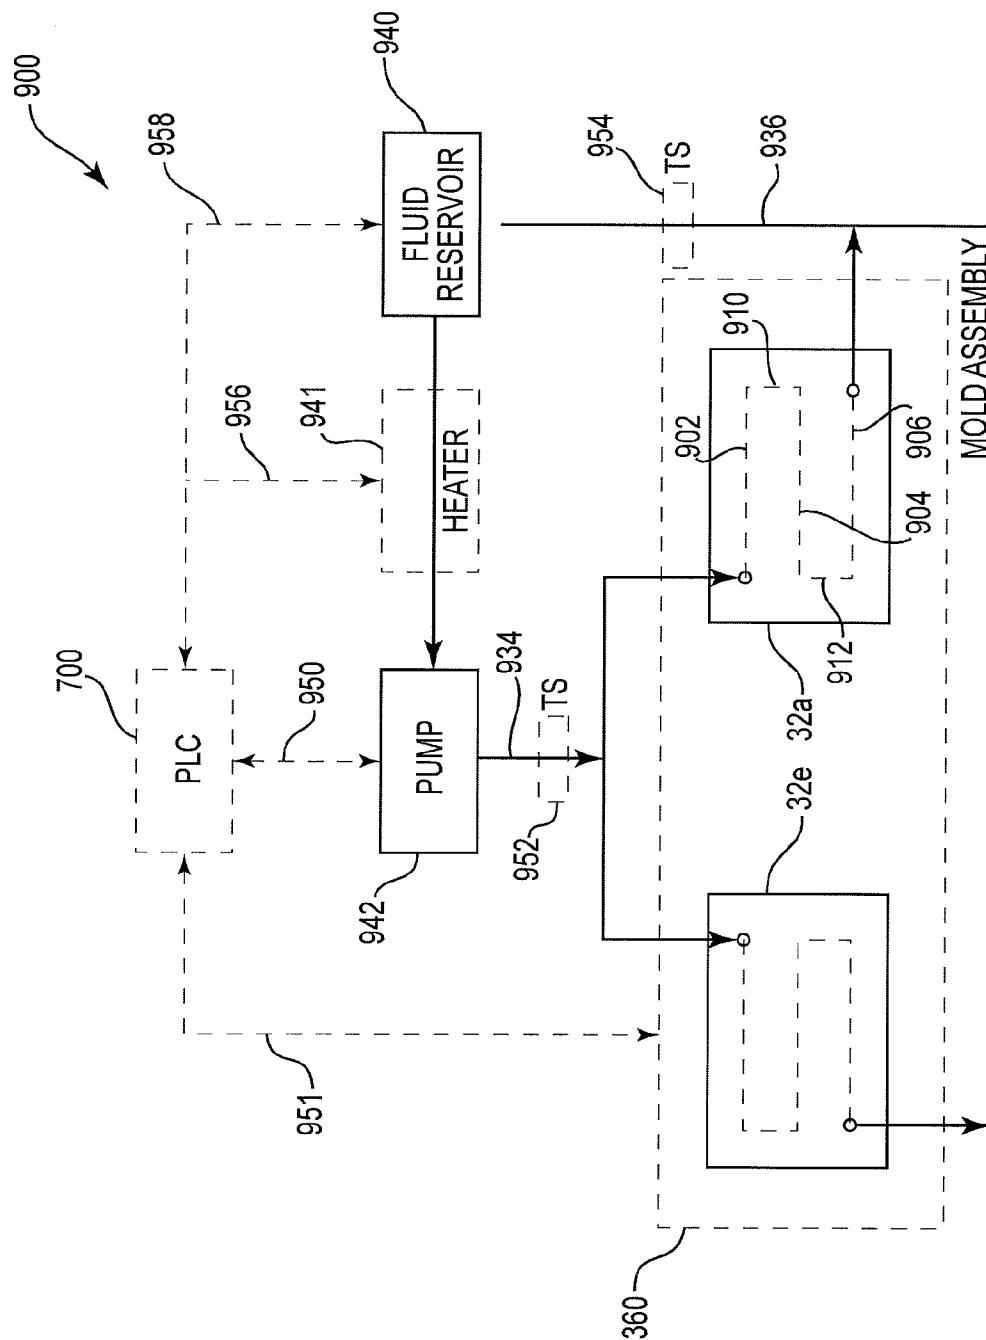 900
958
940
FLUID
RESERVOIR
956
941
HEATER
700
PLC
950
PUMP
942
934
TS
952
951
954
TS
936
910
902
904
906
912
32a
32e
360
MOLD ASSEMBLY